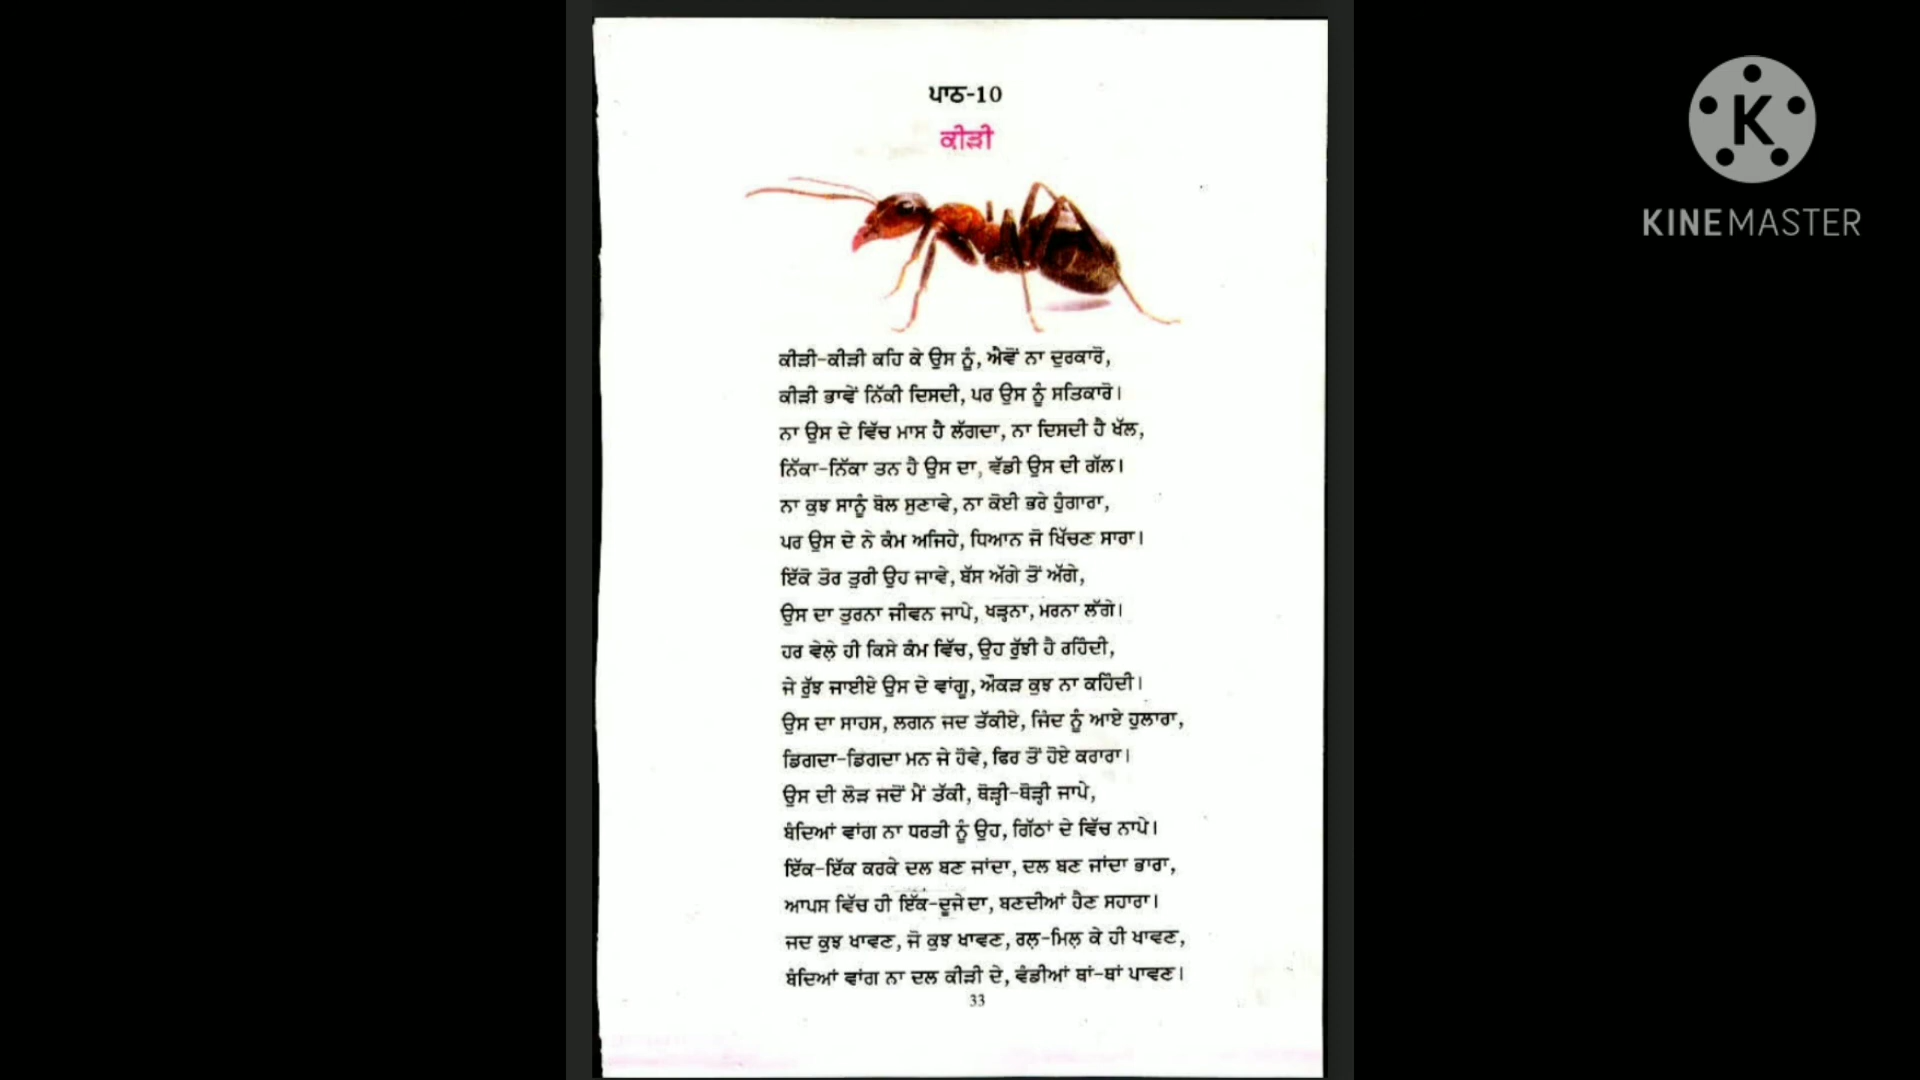 ਪਾਠ-10
ਕੀੜੀ
ਕੀੜੀ-ਕੀੜੀ ਕਹਿ ਕੇ ਉਸ ਨੂੰ, ਐਵੇਂ ਨਾ ਦੁਰਕਾਰੋ,
ਕੀੜੀ ਭਾਵੇਂ ਨਿੱਕੀ ਦਿਸਦੀ, ਪਰ ਉਸ ਨੂੰ ਸਤਿਕਾਰੋ।
ਨਾ ਉਸ ਦੇ ਵਿੱਚ ਮਾਸ ਹੈ ਲੱਗਦਾ, ਨਾ ਦਿਸਦੀ ਹੈ ਖੱਲ,
ਨਿੱਕਾ-ਨਿੱਕਾ ਤਨ ਹੈ ਉਸ ਦਾ, ਵੱਡੀ ਉਸ ਦੀ ਗੱਲ।
ਨਾ ਕੁਝ ਸਾਨੂੰ ਬੋਲ ਸੁਣਾਵੇ, ਨਾ ਕੋਈ ਭਰੇ ਹੁੰਗਾਰਾ,
ਪਰ ਉਸ ਦੇ ਨੇ ਕੰਮ ਅਜਿਹੇ, ਧਿਆਨ ਜੋ ਖਿੱਚਣ ਸਾਰਾ।
ਇੱਕੋ ਤੋਰ ਤੁਰੀ ਉਹ ਜਾਵੇ, ਬੱਸ ਅੱਗੇ ਤੋਂ ਅੱਗੇ,
ਉਸ ਦਾ ਤੁਰਨਾ ਜੀਵਨ ਜਾਪੇ, ਖੜ੍ਹਨਾ, ਮਰਨਾ ਲੱਗੇ।
ਹਰ ਵੇਲ਼ੇ ਹੀ ਕਿਸੇ ਕੰਮ ਵਿੱਚ, ਉਹ ਰੁੱਝੀ ਹੈ ਰਹਿੰਦੀ,
ਜੇ ਰੁੱਝ ਜਾਈਏ ਉਸ ਦੇ ਵਾਂਗੂ, ਔਕੜ ਕੁਝ ਨਾ ਕਹਿੰਦੀ।
ਉਸ ਦਾ ਸਾਹਸ, ਲਗਨ ਜਦ ਤੱਕੀਏ, ਜਿੰਦ ਨੂੰ ਆਏ ਹੁਲਾਰਾ,
ਡਿਗਦਾ-ਡਿਗਦਾ ਮਨ ਜੇ ਹੋਵੇ, ਫਿਰ ਤੋਂ ਹੋਏ ਕਰਾਰਾ।
ਉਸ ਦੀ ਲੋੜ ਜਦੋਂ ਮੈਂ ਤੱਕੀ, ਥੋੜ੍ਹੀ-ਥੋੜ੍ਹੀ ਜਾਪੇ,
ਬੰਦਿਆਂ ਵਾਂਗ ਨਾ ਧਰਤੀ ਨੂੰ ਉਹ, ਗਿੱਠਾਂ ਦੇ ਵਿੱਚ ਨਾਪੇ।
ਇੱਕ-ਇੱਕ ਕਰਕੇ ਦਲ ਬਣ ਜਾਂਦਾ, ਦਲ ਬਣ ਜਾਂਦਾ ਭਾਰਾ,
ਆਪਸ ਵਿੱਚ ਹੀ ਇੱਕ-ਦੂਜੇ ਦਾ, ਬਣਦੀਆਂ ਹੈਣ ਸਹਾਰਾ।
ਜਦ ਕੁਝ ਖਾਵਣ, ਜੋ ਕੁਝ ਖਾਵਣ, ਰਲ਼-ਮਿਲ਼ ਕੇ ਹੀ ਖਾਵਣ,
ਬੰਦਿਆਂ ਵਾਂਗ ਨਾ ਦਲ ਕੀੜੀ ਦੇ, ਵੰਡੀਆਂ ਥਾਂ-ਥਾਂ ਪਾਵਣ।
33
K
KINEMASTER